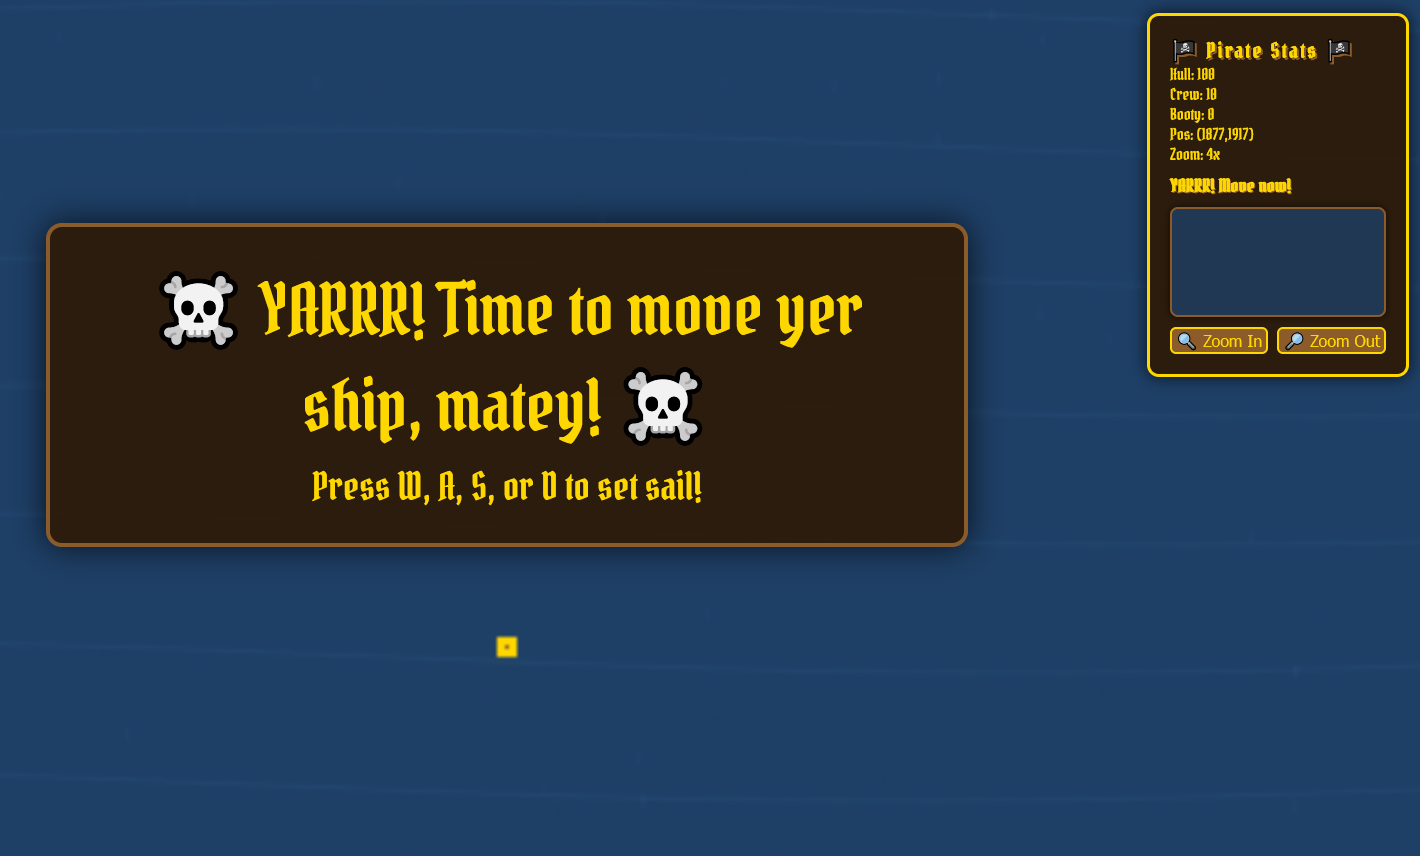 YARRR! Time to move yer
ship, matey!
Press W, A, S, or D to set sail!
Pirate Stats
Hull: 100
Crew: 10
Booty: 0
Pos: (1877,1917)
Zoom: 4x
YARRR! Move now!
Zoom In
Zoom Out